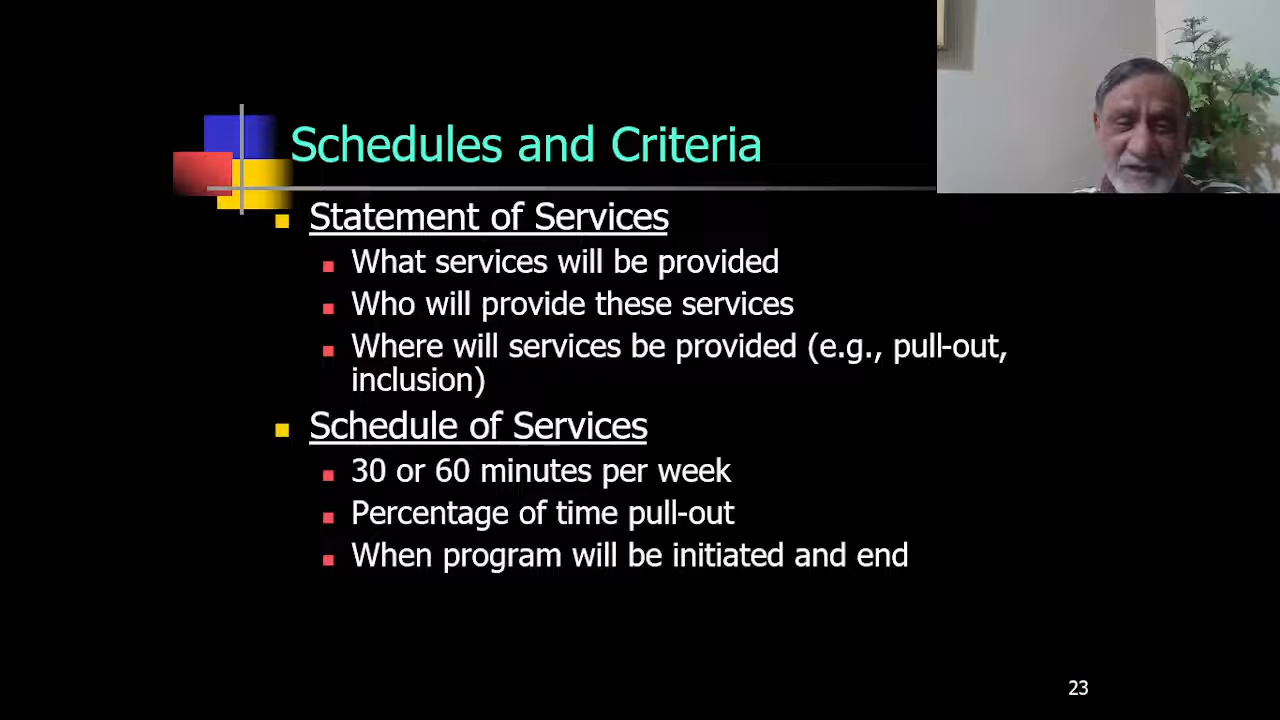 Schedules and Criteria
Statement of Services
What services will be provided
Who will provide these services
Where will services be provided (e.g., pull-out,
inclusion)
Schedule of Services
30 or 60 minutes per week
Percentage of time pull-out
When program will be initiated and end
23